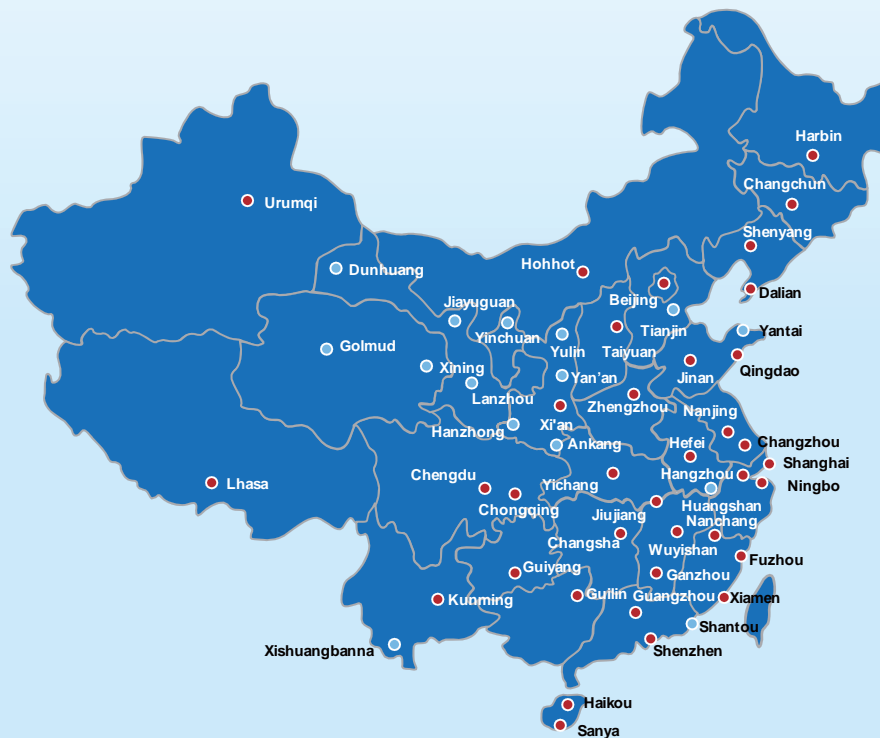 Harbin
Changchun
Urumqi
Shenyang
Hohhot
Dunhuang
Dalian
Beijing
Jiayuguan
Tianjin
Yantai
Yinchuan
Golmud
Yulin
Taiyuan
Xining
Qingdao
Yan'an
Jinan
Lanzhou
Zhengzhou
Nanjing
Xi'an
Hanzhong
Ankang
Hefei
Changzhou
Shanghai
Chengdu
Hangzhou
Lhasa
Yichang
Ningbo
Chongqing
Jiujiang
Huangshan
Nanchang
Changsha
Wuyishan
Fuzhou
Guiyang
Ganzhou
Kunming
Guilin
Guangzhou
Xiamen
Shantou
Xishuangbanna
Shenzhen
Haikou
Sanya